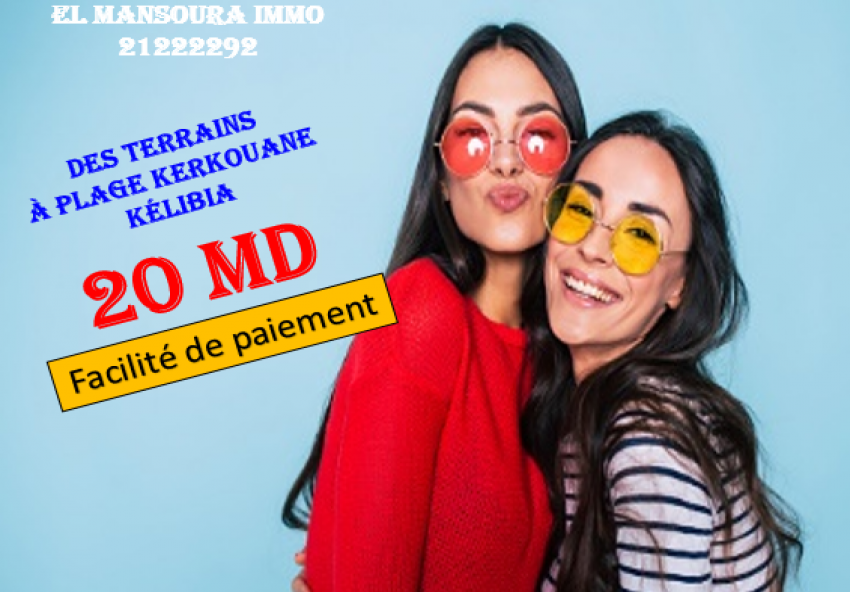 EL MANSOURA IMMO
21222292
DES TERRAINS
À PLAGE KERKOUANE
KÉLIBIA
20 MD
Facilité de paiement